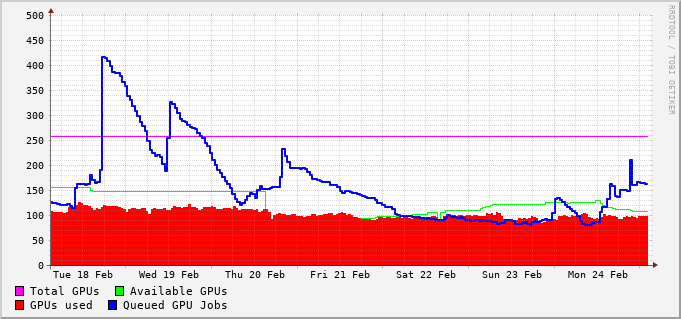 500
450
400
350
300
250
200
150
100
50
0
Tue 18 Feb Wed 19 Feb Thu 20 Feb Fri 21 Feb Sat 22 Feb Sun 23 Feb Mon 24 Feb
Total GPUs Available GPUs
GPUs used Queued GPU Jobs
RRDTOOL / TOBI OETIKER